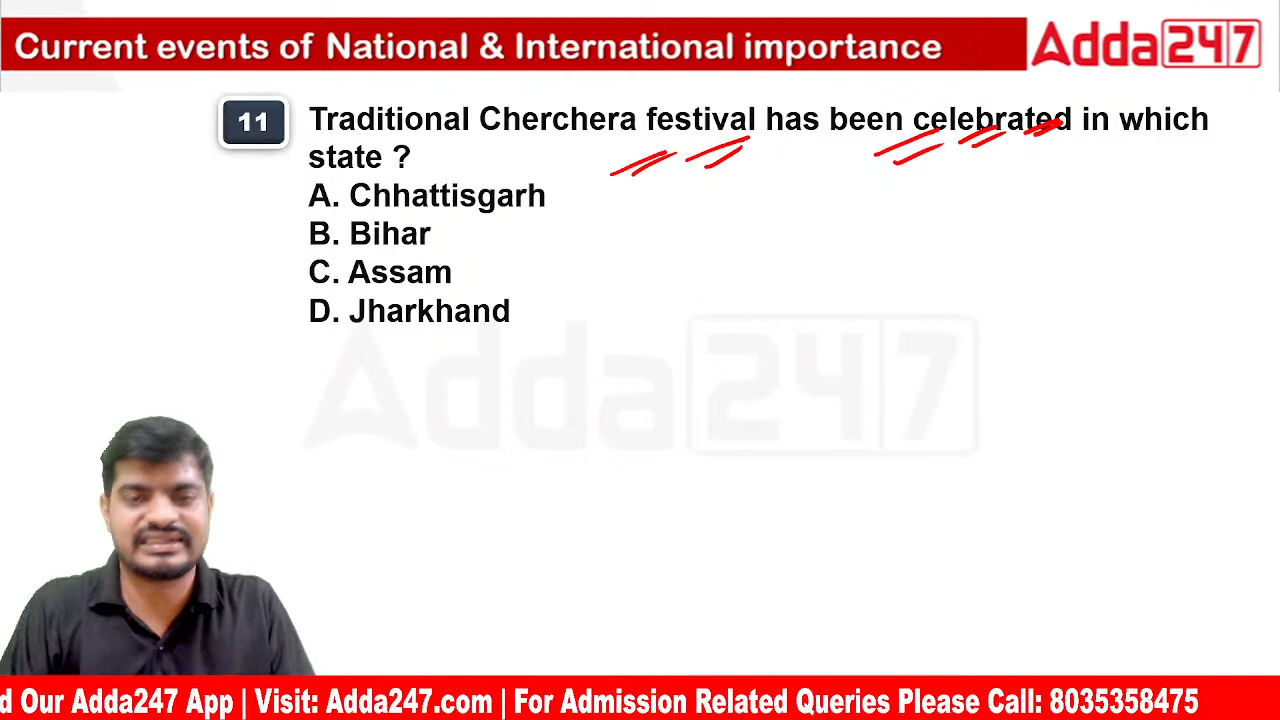 Current events of National & International importance
Adda247
11
Traditional Cherchera festival has been celebrated in which
state ?
A. Chhattisgarh
B. Bihar
C. Assam
D. Jharkhand
Adda247
d Our Adda247 App | Visit: Adda247.com | For Admission Related Queries Please Call: 8035358475